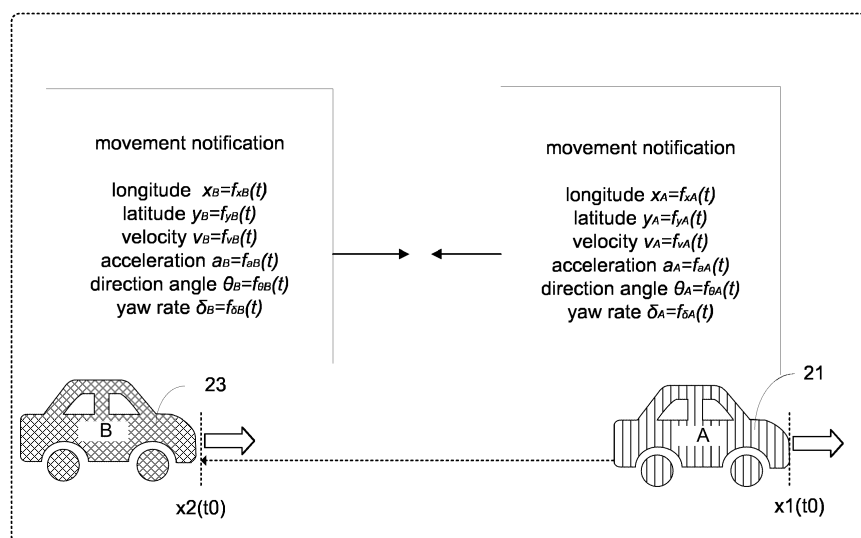 movement notification
longitude xB=fxB(t)
latitude yB=fyB(t)
velocity vB=fvB(t)
acceleration aB=faB(t)
direction angle θB=fθB(t)
yaw rate δB=fδB(t)
movement notification
longitude xA=fxA(t)
latitude yA=fyA(t)
velocity vA=fvA(t)
acceleration aA=faA(t)
direction angle θA=fθA(t)
yaw rate δA=fδA(t)
23
B
x2(t0)
21
A
x1(t0)